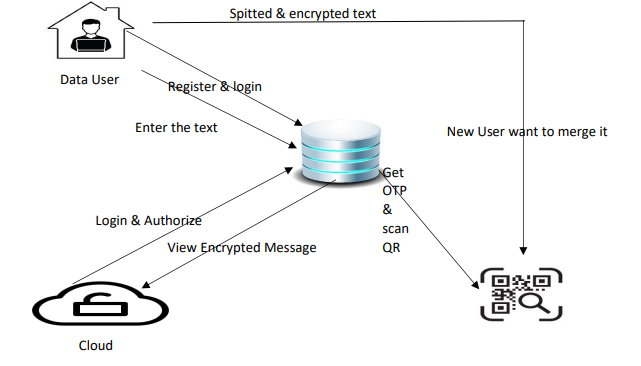 Spitted & encrypted text
Data User
Register & login
Enter the text
New User want to merge it
Get
OTP
&
scan
QR
Login & Authorize
View Encrypted Message
Cloud